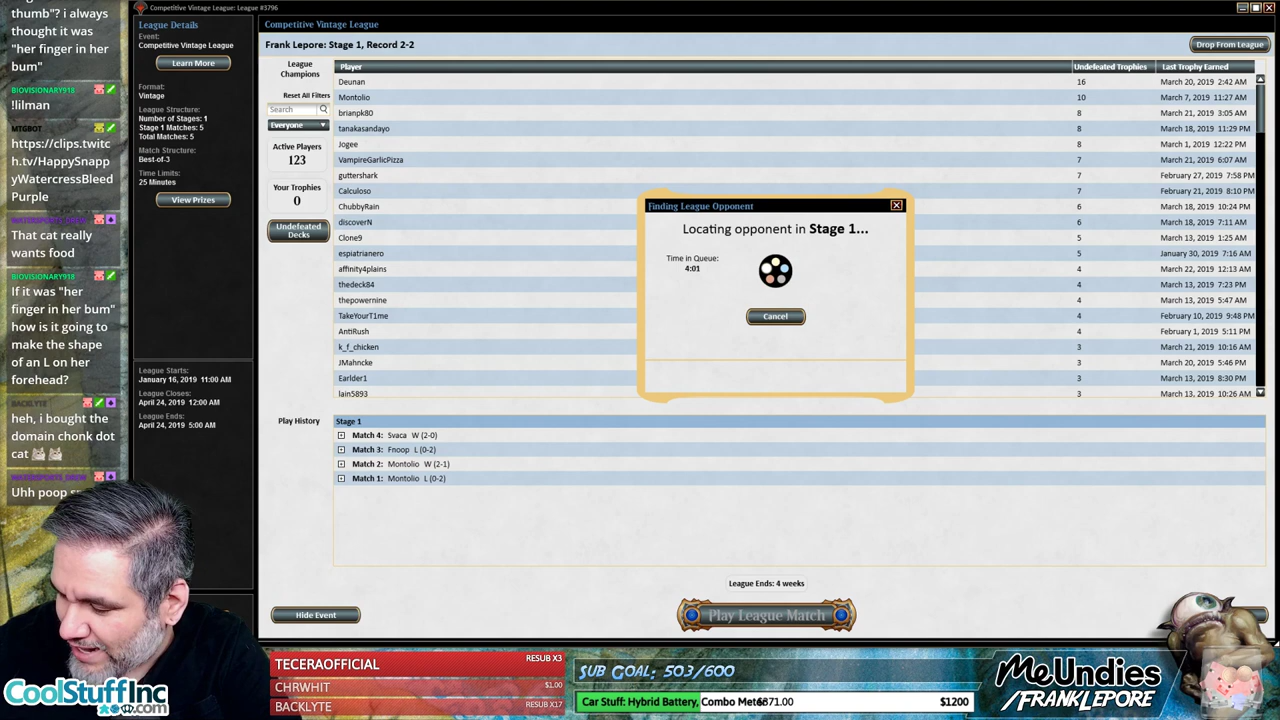 Competitive Vintage League: League #3796
finger in her
thumb"? i always
thought it was
"her finger in her
bum"
BIOVISIONARY918
!lilman
MTGBOT
https://clips.twitc
h.tv/HappySnapp
yWatercressBleed
Purple
That cat really
wants food
BIOVISIONARY918
If it was "her
finger in her bum"
how is it going to
make the shape
of an L on her
forehead?
BACKLYTE
heh, i bought the
domain chonk dot
cat
Uhh poop
League Details
Event:
Competitive Vintage League
Learn More
Format:
Vintage
League Structure:
Number of Stages: 1
Stage 1 Matches: 5
Total Matches: 5
Match Structure:
Best-of-3
Time Limits:
25 Minutes
View Prizes
League Starts:
January 16, 2019 11:00 AM
League Closes:
April 24, 2019 12:00 AM
League Ends:
April 24, 2019 5:00 AM
Competitive Vintage League
Frank Lepore: Stage 1, Record 2-2
Drop From League
League
Champions
Reset All Filters
Search
Everyone
Active Players
123
Your Trophies
0
Undefeated
Decks
Player Undefeated Trophies Last Trophy Earned
Deunan 16 March 20, 2019 2:42 AM
Montolio 10 March 7, 2019 11:27 AM
brianpk80 8 March 21, 2019 3:05 AM
tanakasandayo 8 March 18, 2019 11:29 PM
Jogee 8 March 1, 2019 12:22 PM
VampireGarlicPizza 7 March 21, 2019 6:07 AM
guttershark 7 February 27, 2019 7:58 PM
Calculoso 7 February 21, 2019 8:10 PM
ChubbyRain 6 March 18, 2019 10:24 PM
discoverN 6 March 18, 2019 7:11 AM
Clone9 5 March 13, 2019 1:25 AM
espiatrianero 5 January 30, 2019 7:16 AM
affinity4plains 4 March 22, 2019 12:13 AM
thedeck84 4 March 13, 2019 7:23 PM
thepowernine 4 March 13, 2019 5:47 AM
TakeYourT1me 4 February 10, 2019 9:48 PM
AntiRush 4 February 1, 2019 5:11 PM
k_f_chicken 3 March 21, 2019 10:16 AM
JMahncke 3 March 20, 2019 5:46 PM
Earlder1 3 March 13, 2019 8:30 PM
lain5893 3 March 13, 2019 10:26 AM
Finding League Opponent
Locating opponent in Stage 1...
Time in Queue:
4:01
Cancel
Play History
Stage 1
Match 4: Svaca W (2-0)
Match 3: Fnoop L (0-2)
Match 2: Montolio W (2-1)
Match 1: Montolio L (0-2)
League Ends: 4 weeks
Hide Event
Play League Match
TECERAOFFICIAL RESUB X3
CHRWHIT $1.00
BACKLYTE RESUB X17
SUB GOAL: 503/600
Car Stuff: Hybrid Battery, Combo Meter $1200
MeUndies
/FRANKLEPORE
CoolStuffInc
.com